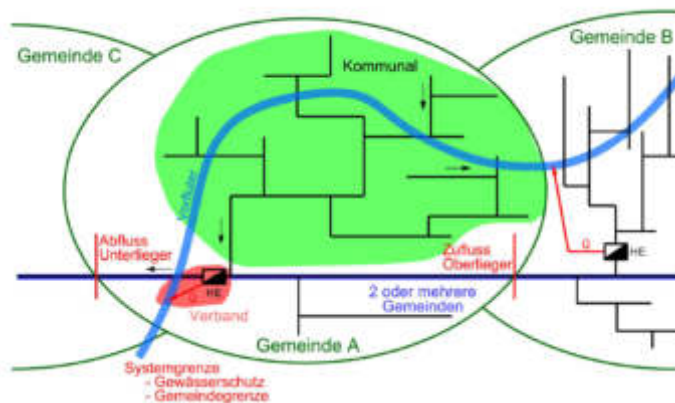 Gemeinde C
Gemeinde B
Kommunal
Vorfluter
Abfluss
Unterlieger
Zufluss
Oberlieger
Q
HE
HE
Q
Verband
2 oder mehrere
Gemeinden
Gemeinde A
Systemgrenze
- Gewässerschutz
- Gemeindegrenze